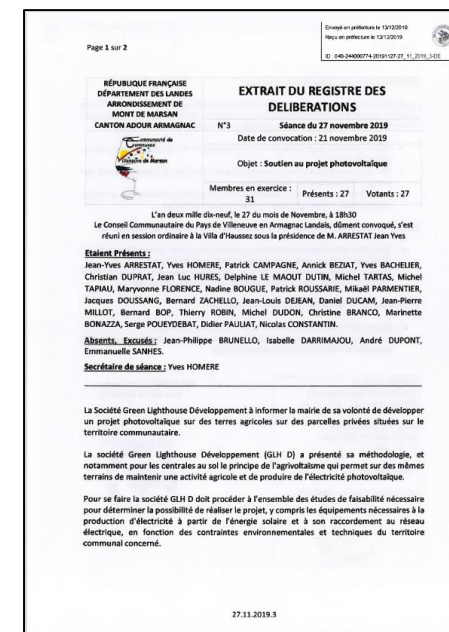 Envoyé en préfecture le 13/12/2019
Reçu en préfecture le 13/12/2019
ID : 040-244000774-20191127-27_11_2019_3-DE
Page 1 sur 2
RÉPUBLIQUE FRANÇAISE
DÉPARTEMENT DES LANDES
ARRONDISSEMENT DE
MONT DE MARSAN
CANTON ADOUR ARMAGNAC
EXTRAIT DU REGISTRE DES
DELIBERATIONS
N°3 Séance du 27 novembre 2019
Date de convocation : 21 novembre 2019
Communauté de
Communes
Villeneuve de Marsan
Objet : Soutien au projet photovoltaïque
Membres en exercice :
31
Présents : 27
Votants : 27
L'an deux mille dix-neuf, le 27 du mois de Novembre, à 18h30
Le Conseil Communautaire du Pays de Villeneuve en Armagnac Landais, dûment convoqué, s'est
réuni en session ordinaire à la Villa d'Haussez sous la présidence de M. ARRESTAT Jean Yves
Etaient Présents :
Jean-Yves ARRESTAT, Yves HOMERE, Patrick CAMPAGNE, Annick BEZIAT, Yves BACHELIER,
Christian DUPRAT, Jean Luc HURES, Delphine LE MAOUT DUTIN, Michel TARTAS, Michel
TAPIAU, Maryvonne FLORENCE, Nadine BOUGUE, Patrick ROUSSARIE, Mikaël PARMENTIER,
Jacques DOUSSANG, Bernard ZACHELLO, Jean-Louis DEJEAN, Daniel DUCAM, Jean-Pierre
MILLOT, Bernard BOP, Thierry ROBIN, Michel DUDON, Christine BRANCO, Marinette
BONAZZA, Serge POUEYDEBAT, Didier PAULIAT, Nicolas CONSTANTIN.
Absents, Excusés : Jean-Philippe BRUNELLO, Isabelle DARRIMAJOU, André DUPONT,
Emmanuelle SANHES.
Secrétaire de séance : Yves HOMERE
La Société Green Lighthouse Développement à informer la mairie de sa volonté de développer
un projet photovoltaïque sur des terres agricoles sur des parcelles privées situées sur le
territoire communautaire.
La société Green Lighthouse Développement (GLH D) a présenté sa méthodologie, et
notamment pour les centrales au sol le principe de l'agrivoltaïsme qui permet sur des mêmes
terrains de maintenir une activité agricole et de produire de l'électricité photovoltaïque.
Pour se faire la société GLH D doit procéder à l'ensemble des études de faisabilité nécessaire
pour déterminer la possibilité de réaliser le projet, y compris les équipements nécessaires à la
production d'électricité à partir de l'énergie solaire et à son raccordement au réseau
électrique, en fonction des contraintes environnementales et techniques du territoire
communal concerné.
27.11.2019.3